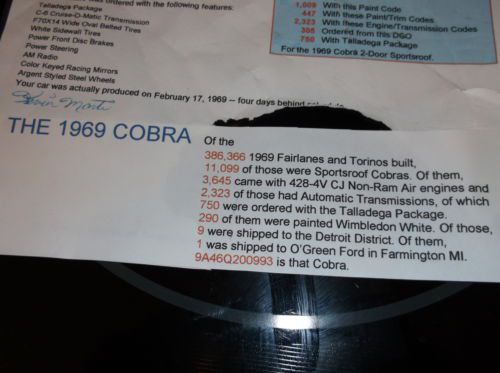 was ordered with the following features:
Talladega Package
C-6 Cruise-O-Matic Transmission
F70X14 Wide Oval Belted Tires
White Sidewall Tires
Power Front Disc Brakes
Power Steering
AM Radio
Color Keyed Racing Mirrors
Argent Styled Steel Wheels
Your car was actually produced on February 17, 1969 -- four days behind
1,009 With this Paint Code
447 With these Paint/Trim Codes
2,323 With these Engine/Transmission Codes
385 Ordered from this DSO
750 With Talladega Package
For the 1969 Cobra 2-Door Sportsroof.
THE 1969 COBRA
Of the
386,366 1969 Fairlanes and Torinos built,
11,099 of those were Sportsroof Cobras. Of them,
3,645 came with 428-4V CJ Non-Ram Air engines and
2,323 of those had Automatic Transmissions, of which
750 were ordered with the Talladega Package.
290 of them were painted Wimbledon White. Of those,
9 were shipped to the Detroit District. Of them,
1 was shipped to O'Green Ford in Farmington MI.
9A46Q200993 is that Cobra.